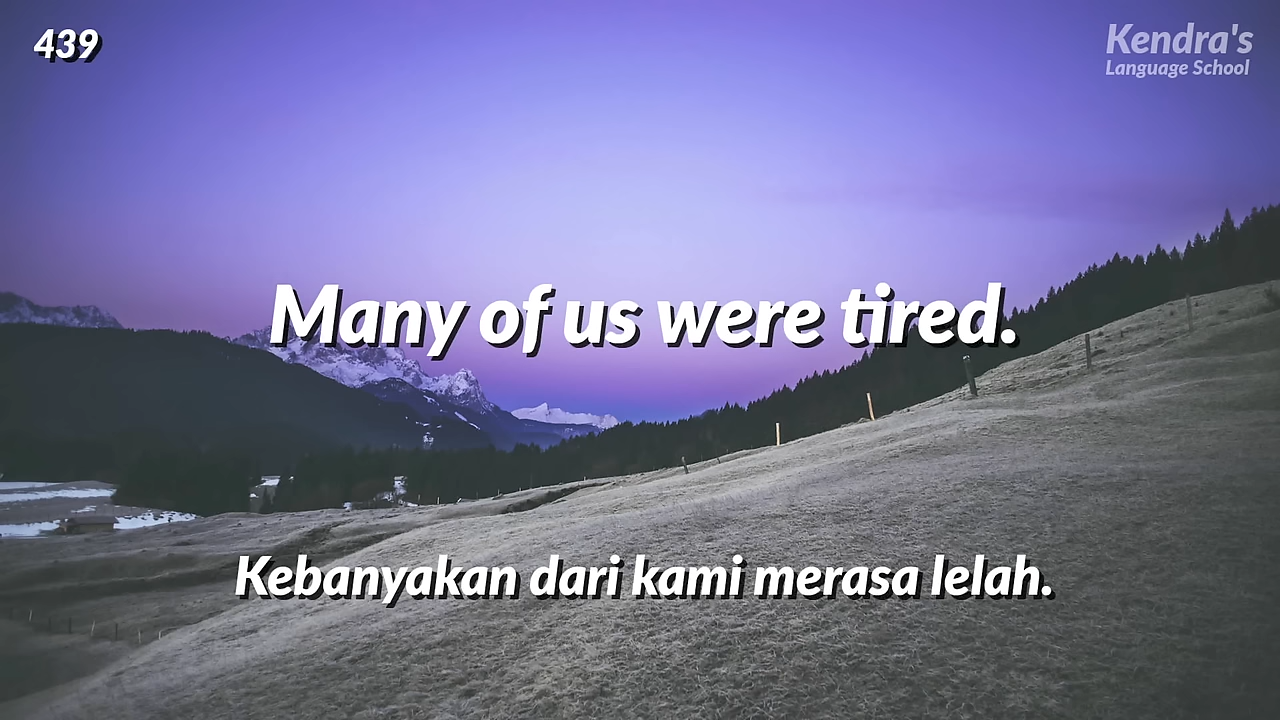 439
Kendra's
Language School
Many of us were tired.
Kebanyakan dari kami merasa lelah.